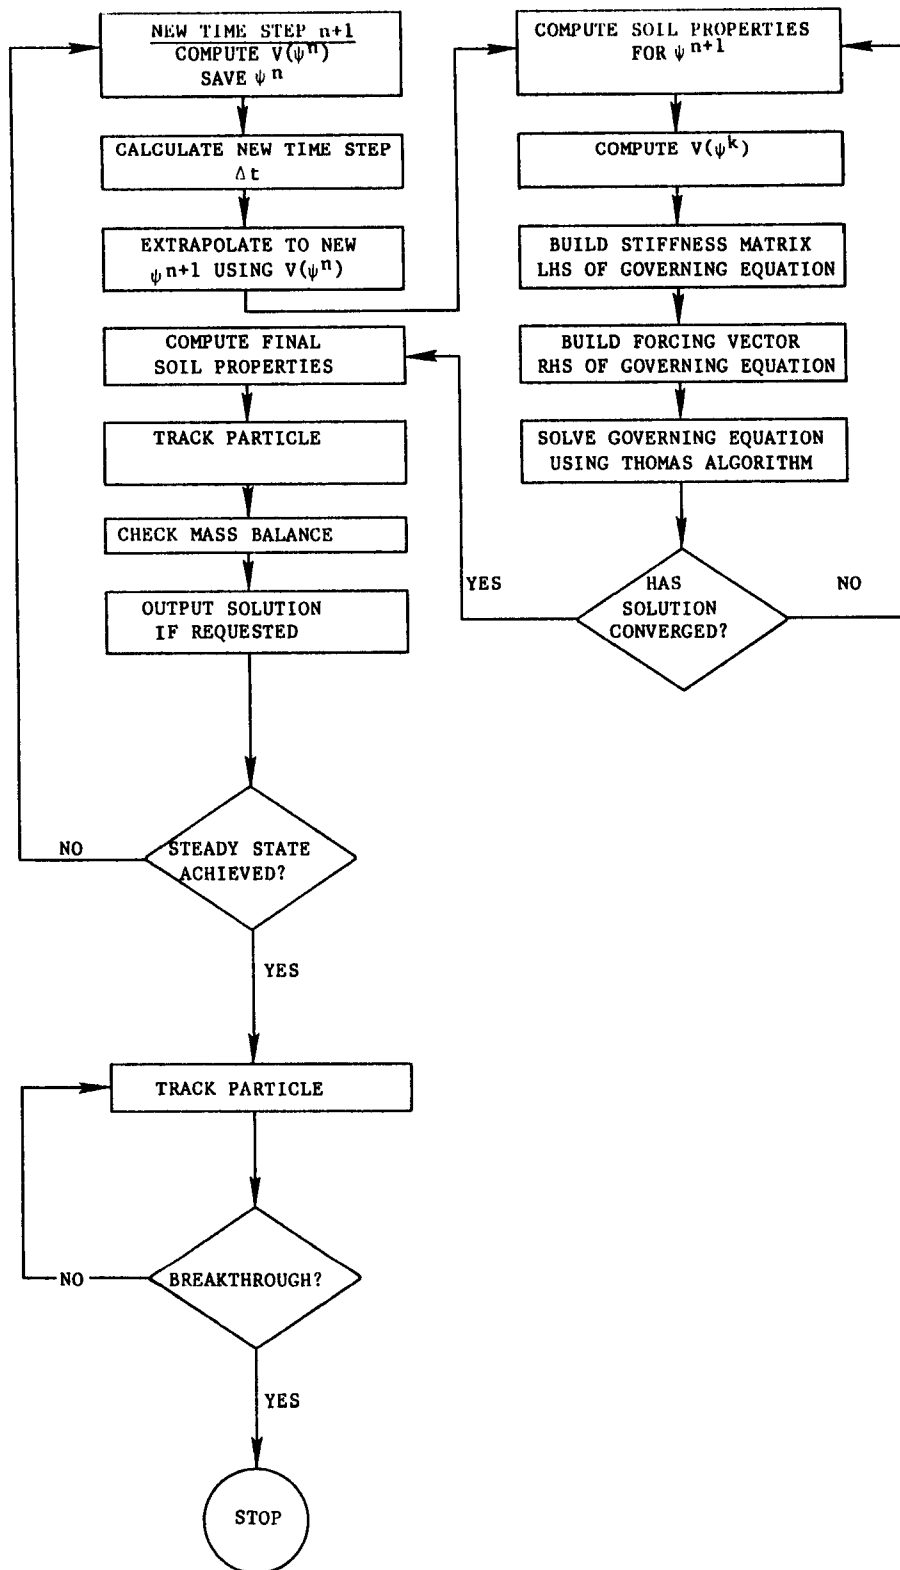 NEW TIME STEP n+1
COMPUTE V(ψⁿ)
SAVE ψⁿ
CALCULATE NEW TIME STEP
Δt
EXTRAPOLATE TO NEW
ψⁿ⁺¹ USING V(ψⁿ)
COMPUTE SOIL PROPERTIES
FOR ψⁿ⁺¹
COMPUTE V(ψᵏ)
BUILD STIFFNESS MATRIX
LHS OF GOVERNING EQUATION
BUILD FORCING VECTOR
RHS OF GOVERNING EQUATION
SOLVE GOVERNING EQUATION
USING THOMAS ALGORITHM
HAS
SOLUTION
CONVERGED?
YES
NO
COMPUTE FINAL
SOIL PROPERTIES
TRACK PARTICLE
CHECK MASS BALANCE
OUTPUT SOLUTION
IF REQUESTED
STEADY STATE
ACHIEVED?
NO
YES
TRACK PARTICLE
BREAKTHROUGH?
NO
YES
STOP